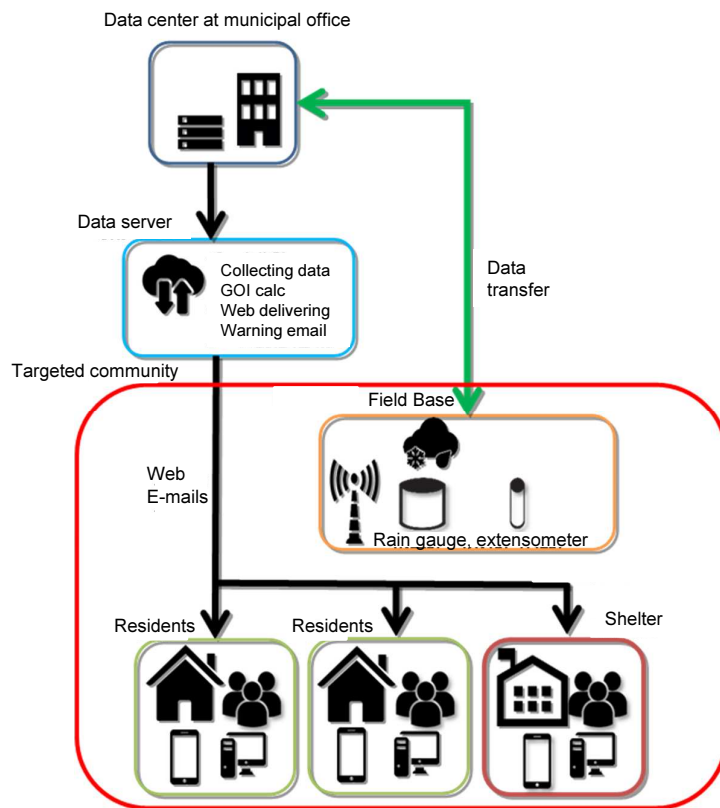 Data center at municipal office
Data server
Collecting data
GOI calc
Web delivering
Warning email
Data
transfer
Targeted community
Field Base
Web
E-mails
Rain gauge, extensometer
Residents
Residents
Shelter